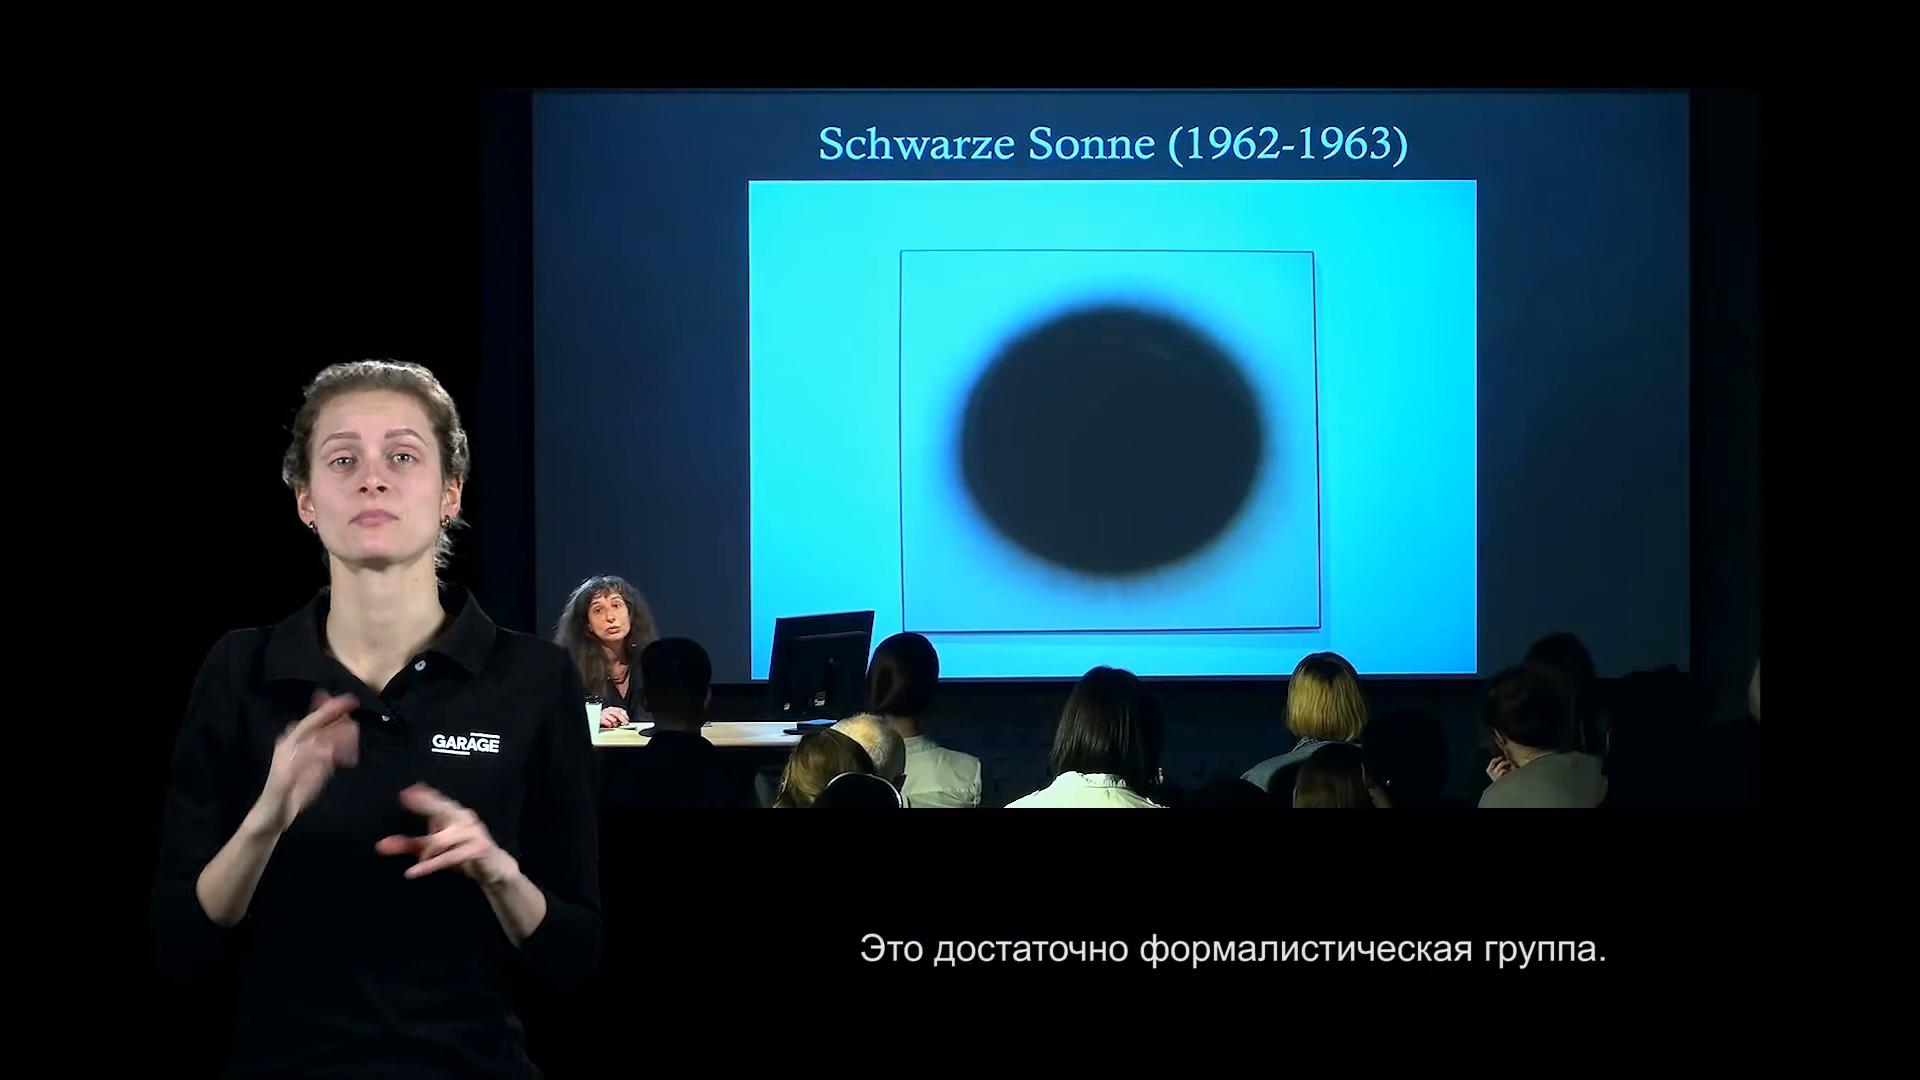 Schwarze Sonne (1962-1963)
GARAGE
Это достаточно формалистическая группа.